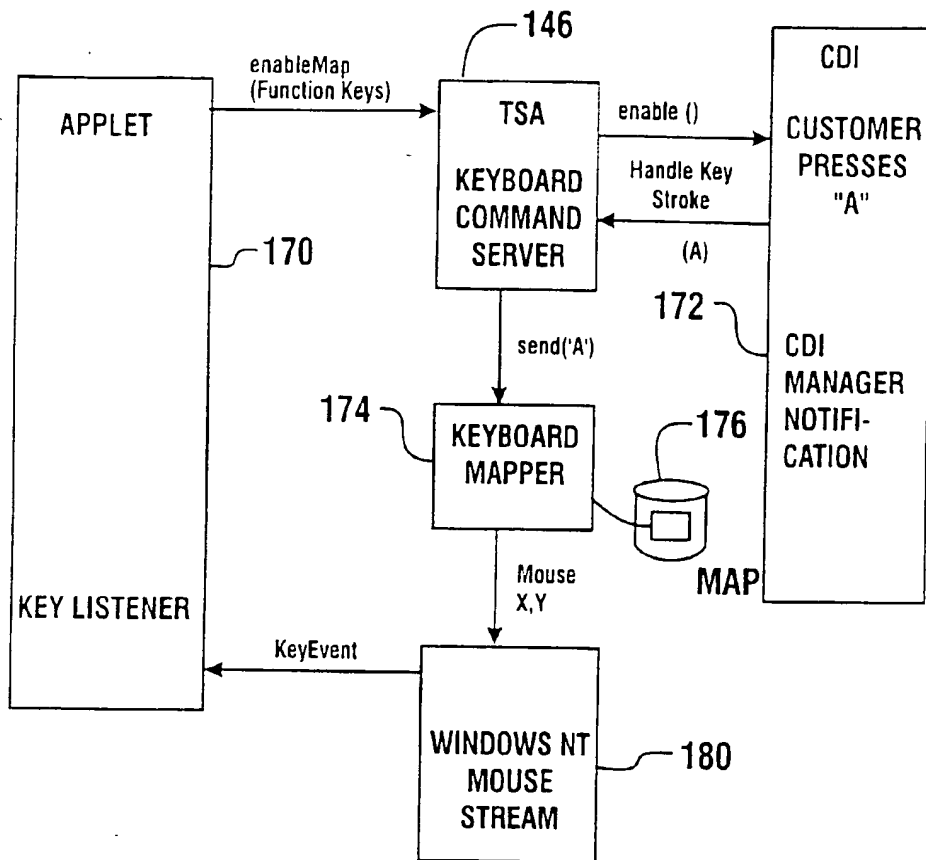 146
enableMap
(Function Keys)
APPLET
170
KEY LISTENER
TSA
KEYBOARD
COMMAND
SERVER
enable ()
Handle Key
Stroke
(A)
CDI
CUSTOMER
PRESSES
"A"
172
CDI
MANAGER
NOTIFI-
CATION
send('A')
174
KEYBOARD
MAPPER
176
MAP
Mouse
X,Y
KeyEvent
WINDOWS NT
MOUSE
STREAM
180